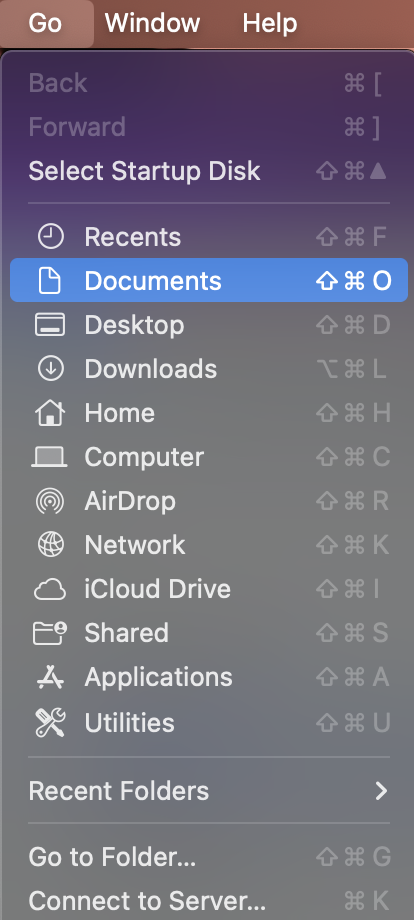 Go Window Help
Back ⌘ [
Forward ⌘ ]
Select Startup Disk ⇧ ⌘ ▲
Recents ⇧ ⌘ F
Documents ⇧ ⌘ O
Desktop ⇧ ⌘ D
Downloads ⌥ ⌘ L
Home ⇧ ⌘ H
Computer ⇧ ⌘ C
AirDrop ⇧ ⌘ R
Network ⇧ ⌘ K
iCloud Drive ⇧ ⌘ I
Shared ⇧ ⌘ S
Applications ⇧ ⌘ A
Utilities ⇧ ⌘ U
Recent Folders >
Go to Folder... ⇧ ⌘ G
Connect to Server... ⌘ K